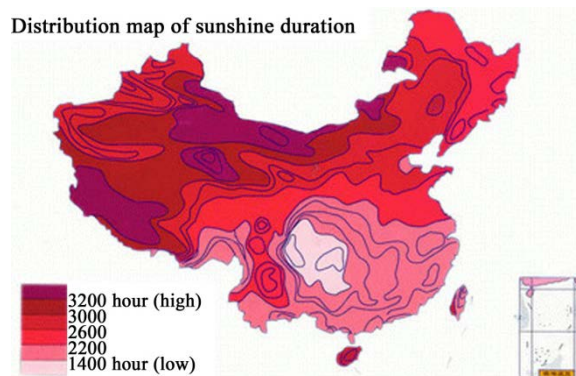 Distribution map of sunshine duration
3200 hour (high)
3000
2600
2200
1400 hour (low)